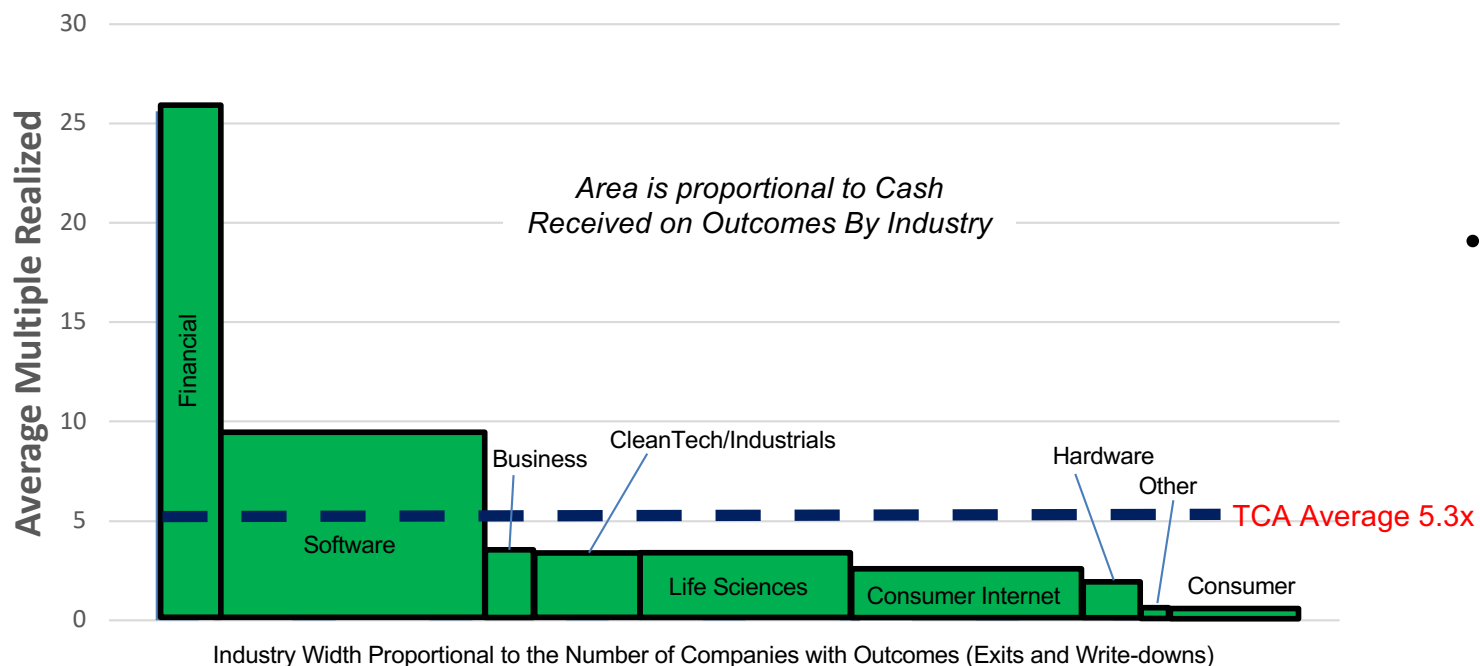 30
25
20
15
10
5
0
Average Multiple Realized
Area is proportional to Cash
Received on Outcomes By Industry
•
Financial
Software
Business
CleanTech/Industrials
Life Sciences
Consumer Internet
Hardware
Other
Consumer
TCA Average 5.3x
Industry Width Proportional to the Number of Companies with Outcomes (Exits and Write-downs)